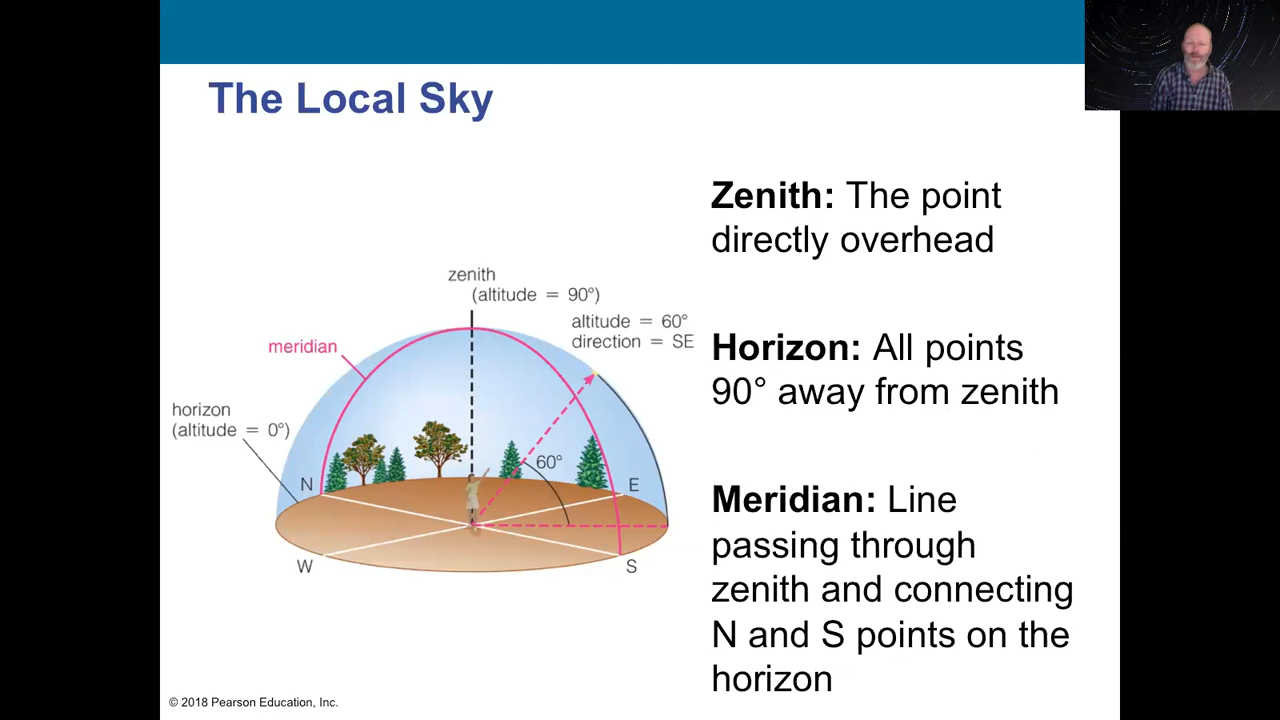 The Local Sky
Zenith: The point
directly overhead
Horizon: All points
90° away from zenith
Meridian: Line
passing through
zenith and connecting
N and S points on the
horizon
zenith
(altitude = 90°)
altitude = 60°
direction = SE
meridian
horizon
(altitude = 0°)
60°
N
E
W
S
© 2018 Pearson Education, Inc.